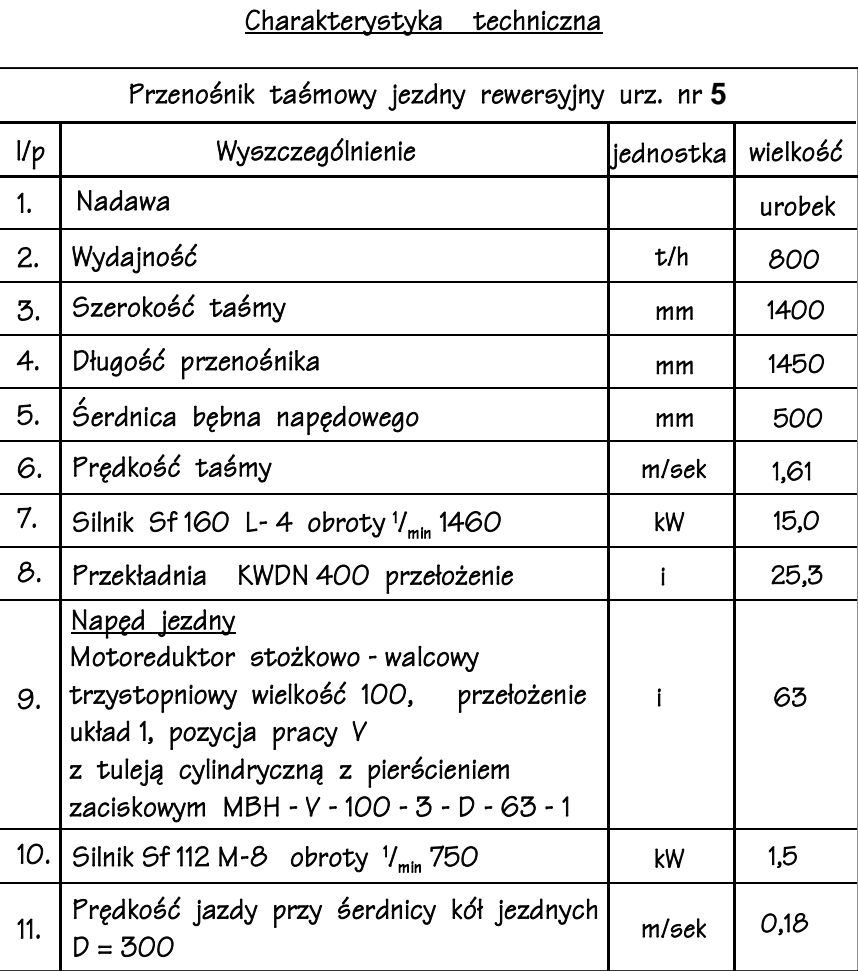 Charakterystyka techniczna
Przenośnik taśmowy jezdny rewersyjny urz. nr 5
l/p Wyszczególnienie jednostka wielkość
1. Nadawa urobek
2. Wydajność t/h 800
3. Szerokość taśmy mm 1400
4. Długość przenośnika mm 1450
5. Śerdnica bębna napędowego mm 500
6. Prędkość taśmy m/sek 1,61
7. Silnik Sf 160 L- 4 obroty 1/min 1460 kW 15,0
8. Przekładnia KWDN 400 przełożenie i 25,3
Napęd jezdny
Motoreduktor stożkowo - walcowy
9. trzystopniowy wielkość 100, przełożenie i 63
układ 1, pozycja pracy V
z tuleją cylindryczną z pierścieniem
zaciskowym MBH - V - 100 - 3 - D - 63 - 1
10. Silnik Sf 112 M-8 obroty 1/min 750 kW 1,5
11. Prędkość jazdy przy śerdnicy kół jezdnych m/sek 0,18
D = 300